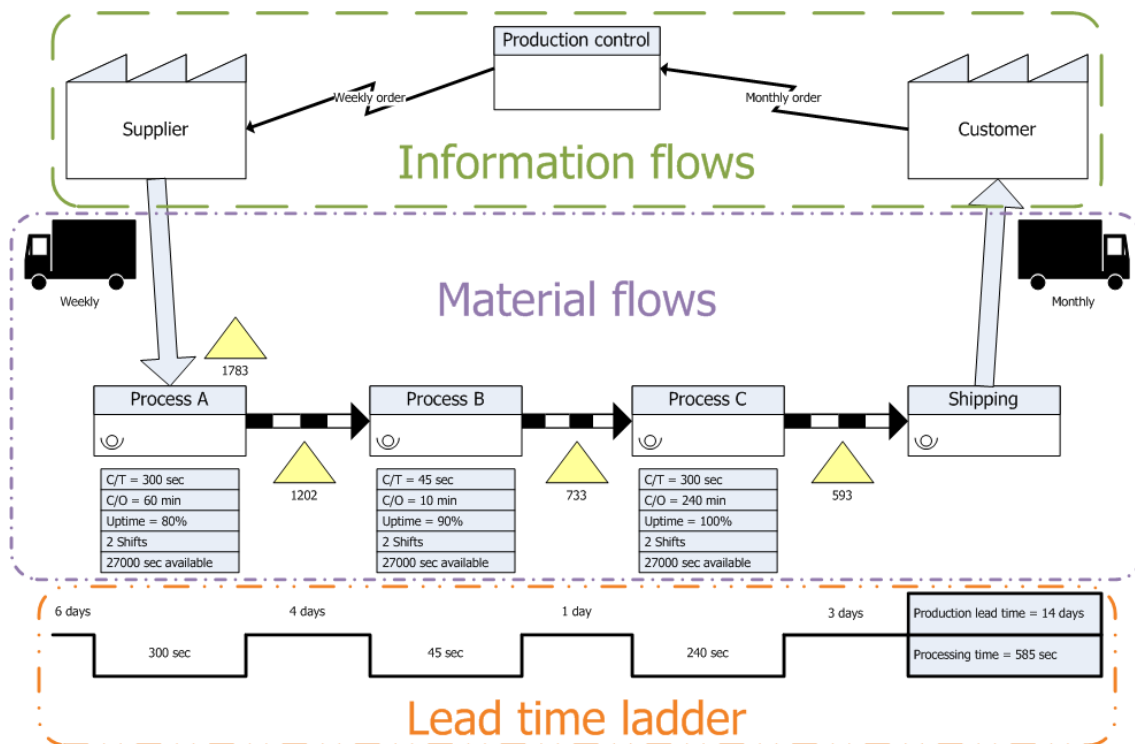 Production control
Weekly order
Monthly order
Supplier
Customer
Information flows
Weekly
Material flows
Monthly
1783
Process A
Process B
Process C
Shipping
1202
733
593
C/T = 300 sec
C/O = 60 min
Uptime = 80%
2 Shifts
27000 sec available
C/T = 45 sec
C/O = 10 min
Uptime = 90%
2 Shifts
27000 sec available
C/T = 300 sec
C/O = 240 min
Uptime = 100%
2 Shifts
27000 sec available
6 days
4 days
1 day
3 days
Production lead time = 14 days
300 sec
45 sec
240 sec
Processing time = 585 sec
Lead time ladder